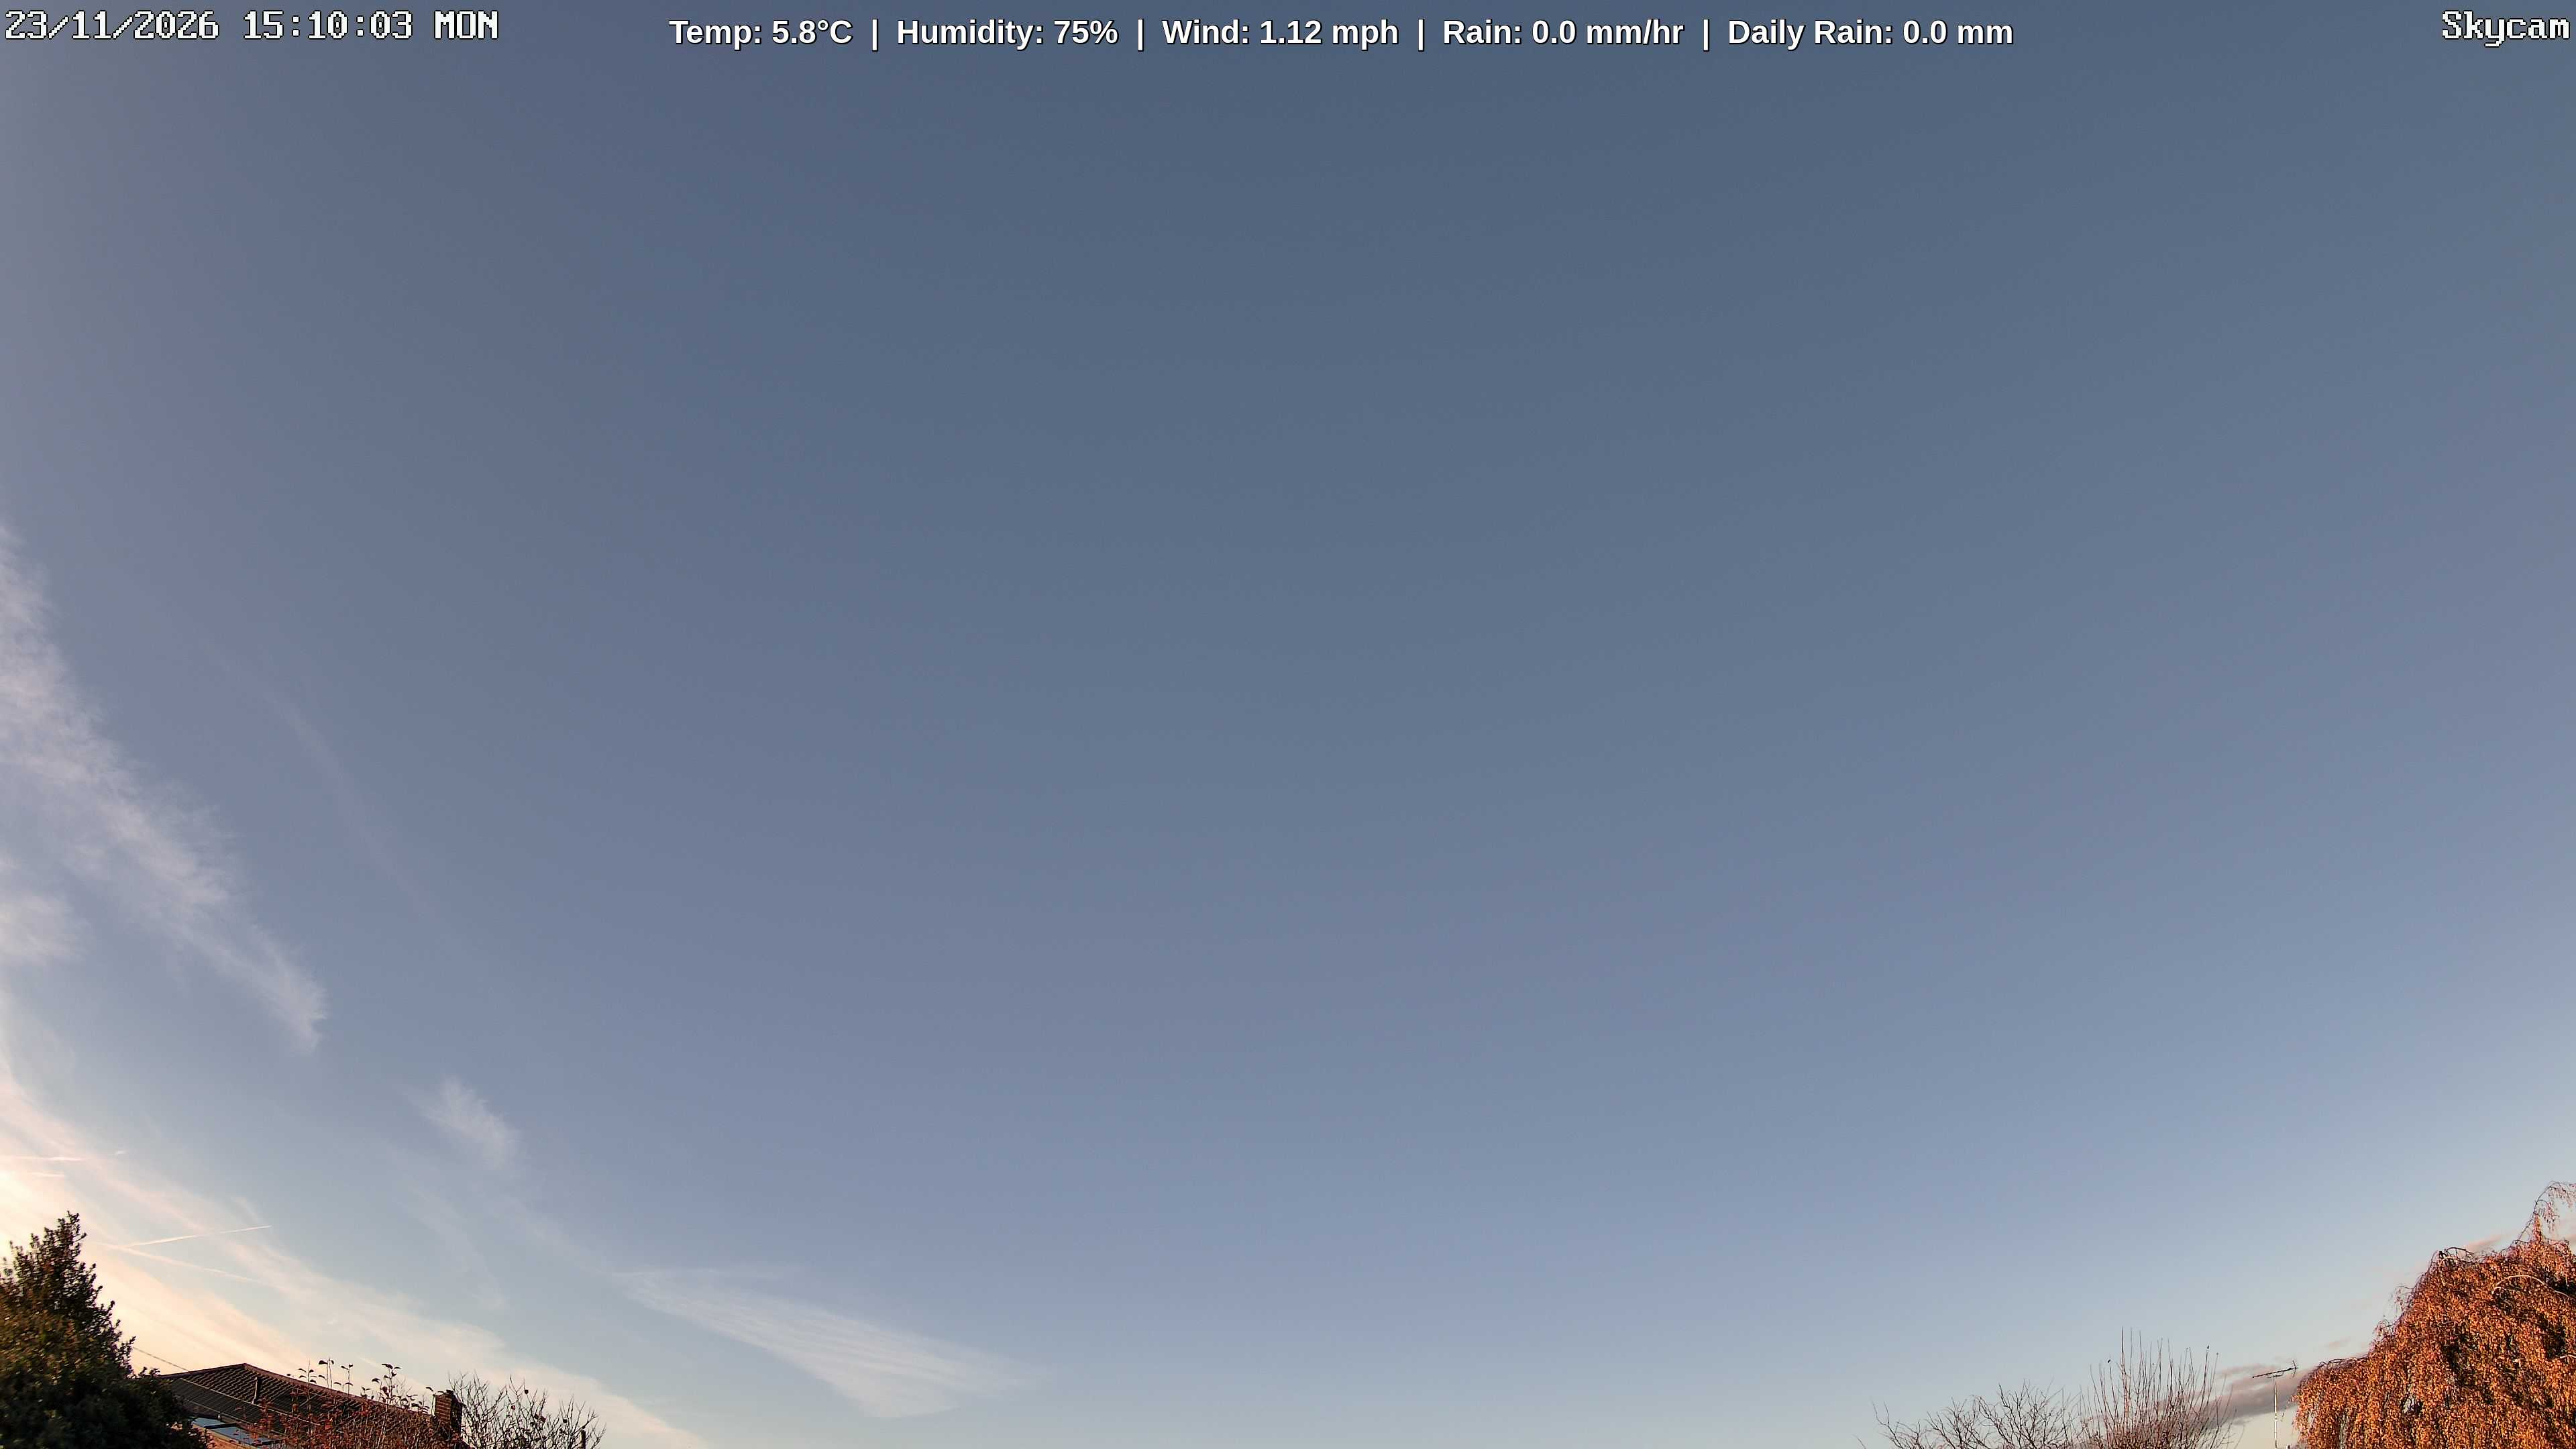 23/11/2026 15:10:03 MON
Temp: 5.8°C | Humidity: 75% | Wind: 1.12 mph | Rain: 0.0 mm/hr | Daily Rain: 0.0 mm
Skycam